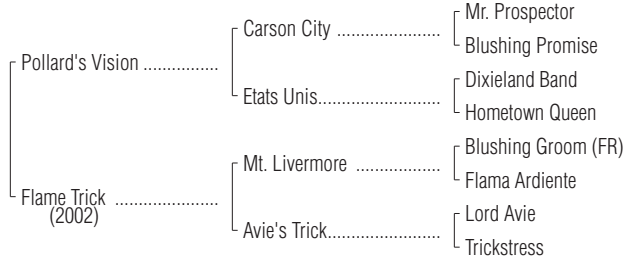 Mr. Prospector
Carson City ....................
Blushing Promise
Pollard's Vision ...............
Dixieland Band
Etats Unis........................
Hometown Queen
Blushing Groom (FR)
Mt. Livermore ................
Flama Ardiente
Flame Trick .....................
(2002)
Lord Avie
Avie's Trick......................
Trickstress